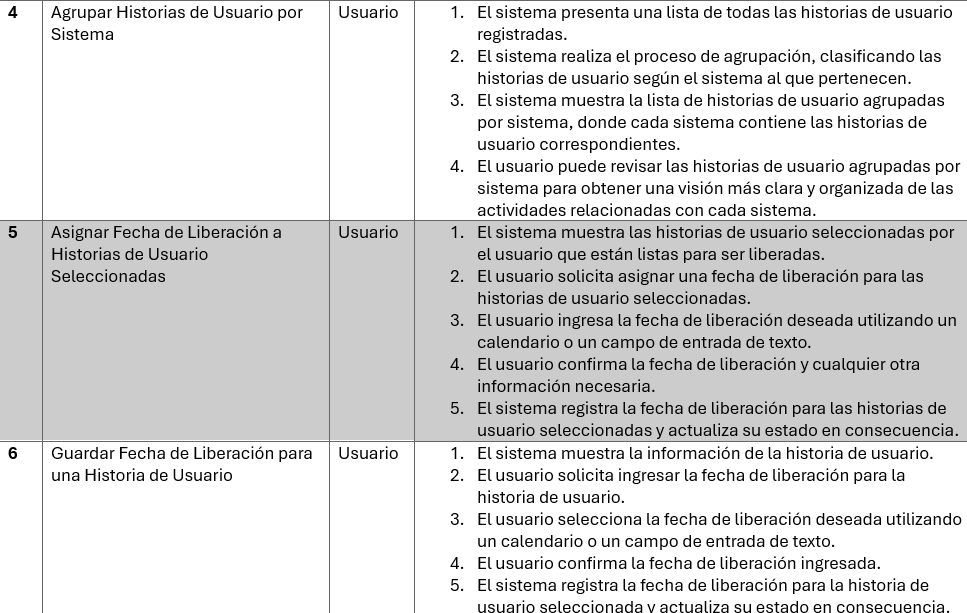 4 Agrupar Historias de Usuario por Usuario 1. El sistema presenta una lista de todas las historias de usuario
Sistema registradas.
2. El sistema realiza el proceso de agrupación, clasificando las
historias de usuario según el sistema al que pertenecen.
3. El sistema muestra la lista de historias de usuario agrupadas
por sistema, donde cada sistema contiene las historias de
usuario correspondientes.
4. El usuario puede revisar las historias de usuario agrupadas por
sistema para obtener una visión más clara y organizada de las
actividades relacionadas con cada sistema.
5 Asignar Fecha de Liberación a Usuario 1. El sistema muestra las historias de usuario seleccionadas por
Historias de Usuario el usuario que están listas para ser liberadas.
Seleccionadas 2. El usuario solicita asignar una fecha de liberación para las
historias de usuario seleccionadas.
3. El usuario ingresa la fecha de liberación deseada utilizando un
calendario o un campo de entrada de texto.
4. El usuario confirma la fecha de liberación y cualquier otra
información necesaria.
5. El sistema registra la fecha de liberación para las historias de
usuario seleccionadas y actualiza su estado en consecuencia.
6 Guardar Fecha de Liberación para Usuario 1. El sistema muestra la información de la historia de usuario.
una Historia de Usuario 2. El usuario solicita ingresar la fecha de liberación para la
historia de usuario.
3. El usuario selecciona la fecha de liberación deseada utilizando
un calendario o un campo de entrada de texto.
4. El usuario confirma la fecha de liberación ingresada.
5. El sistema registra la fecha de liberación para la historia de
usuario seleccionada y actualiza su estado en consecuencia.